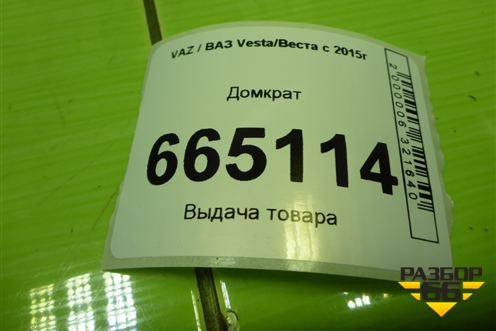 VAZ / ВАЗ Vesta/Веста с 2015г
Домкрат
665114
Выдача товара
2000006321640
РАЗБОР
66